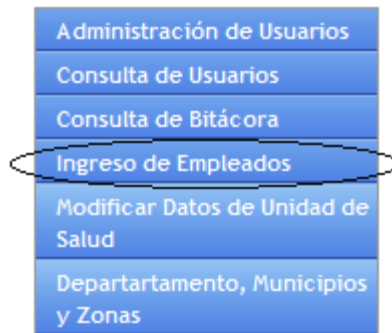 Administración de Usuarios
Consulta de Usuarios
Consulta de Bitácora
Ingreso de Empleados
Modificar Datos de Unidad de
Salud
Departartamento, Municipios
y Zonas